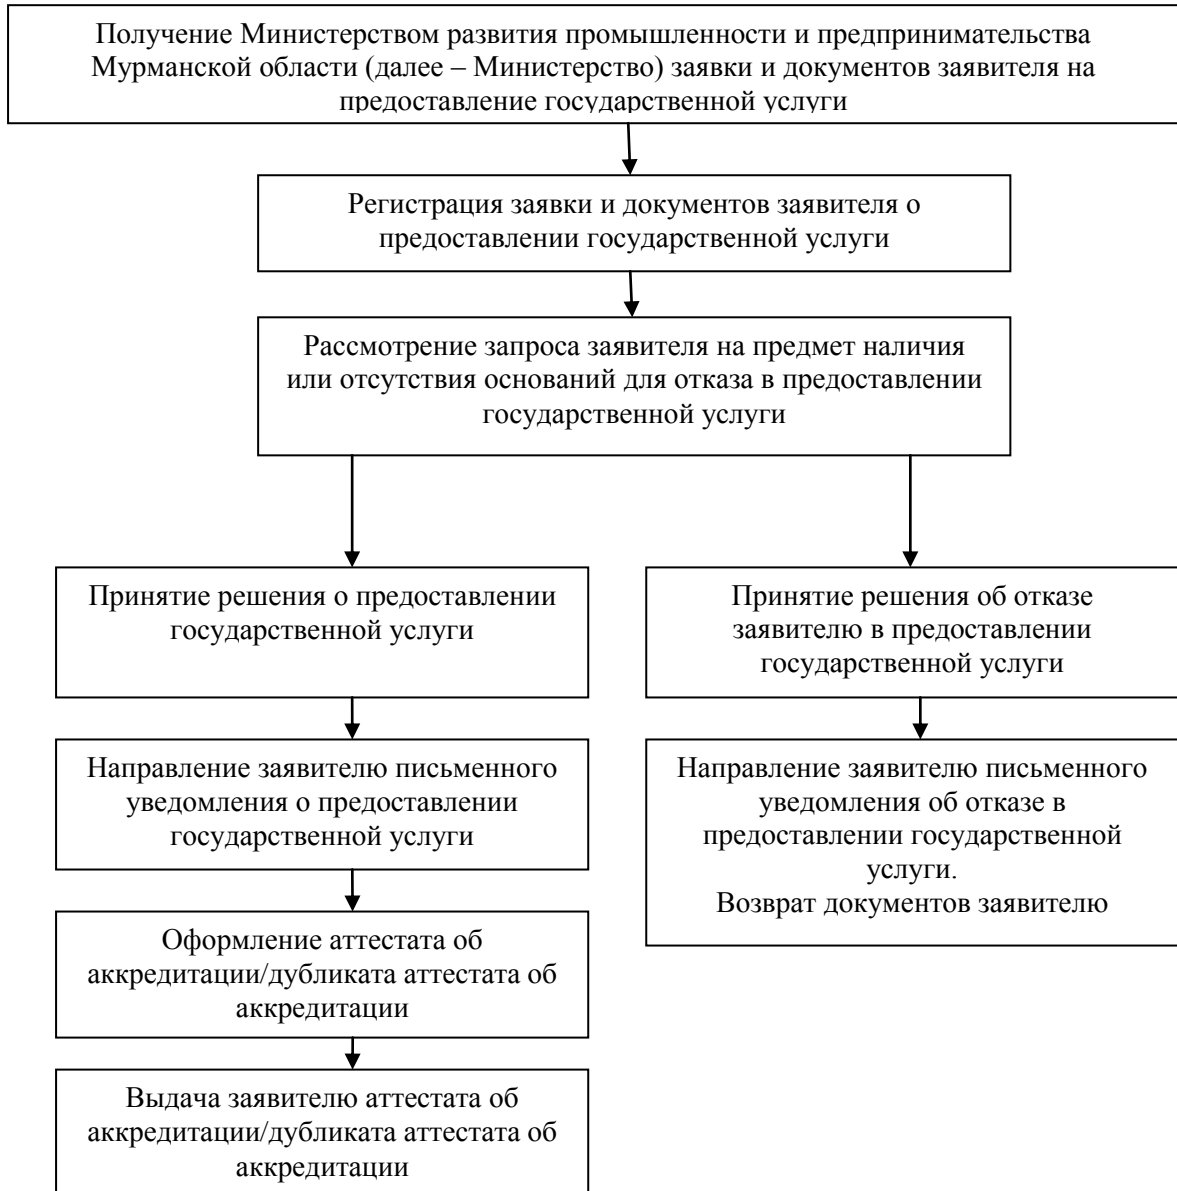 Получение Министерством развития промышленности и предпринимательства
Мурманской области (далее – Министерство) заявки и документов заявителя на
предоставление государственной услуги
Регистрация заявки и документов заявителя о
предоставлении государственной услуги
Рассмотрение запроса заявителя на предмет наличия
или отсутствия оснований для отказа в предоставлении
государственной услуги
Принятие решения о предоставлении
государственной услуги
Принятие решения об отказе
заявителю в предоставлении
государственной услуги
Направление заявителю письменного
уведомления о предоставлении
государственной услуги
Направление заявителю письменного
уведомления об отказе в
предоставлении государственной
услуги.
Возврат документов заявителю
Оформление аттестата об
аккредитации/дубликата аттестата об
аккредитации
Выдача заявителю аттестата об
аккредитации/дубликата аттестата об
аккредитации